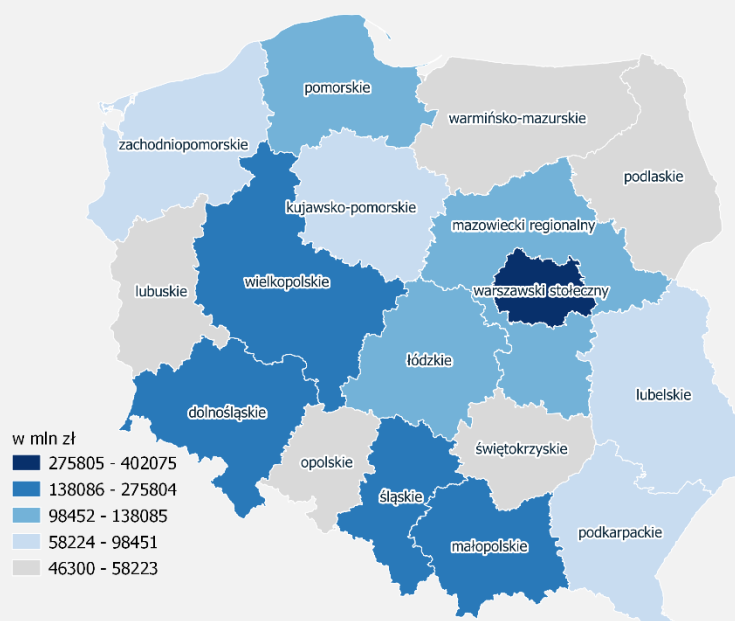 pomorskie
warmińsko-mazurskie
zachodniopomorskie
podlaskie
kujawsko-pomorskie
mazowiecki regionalny
wielkopolskie
lubuskie
warszawski stołeczny
łódzkie
lubelskie
dolnośląskie
świętokrzyskie
opolskie
śląskie
podkarpackie
małopolskie
w mln zł
275805 - 402075
138086 - 275804
98452 - 138085
58224 - 98451
46300 - 58223